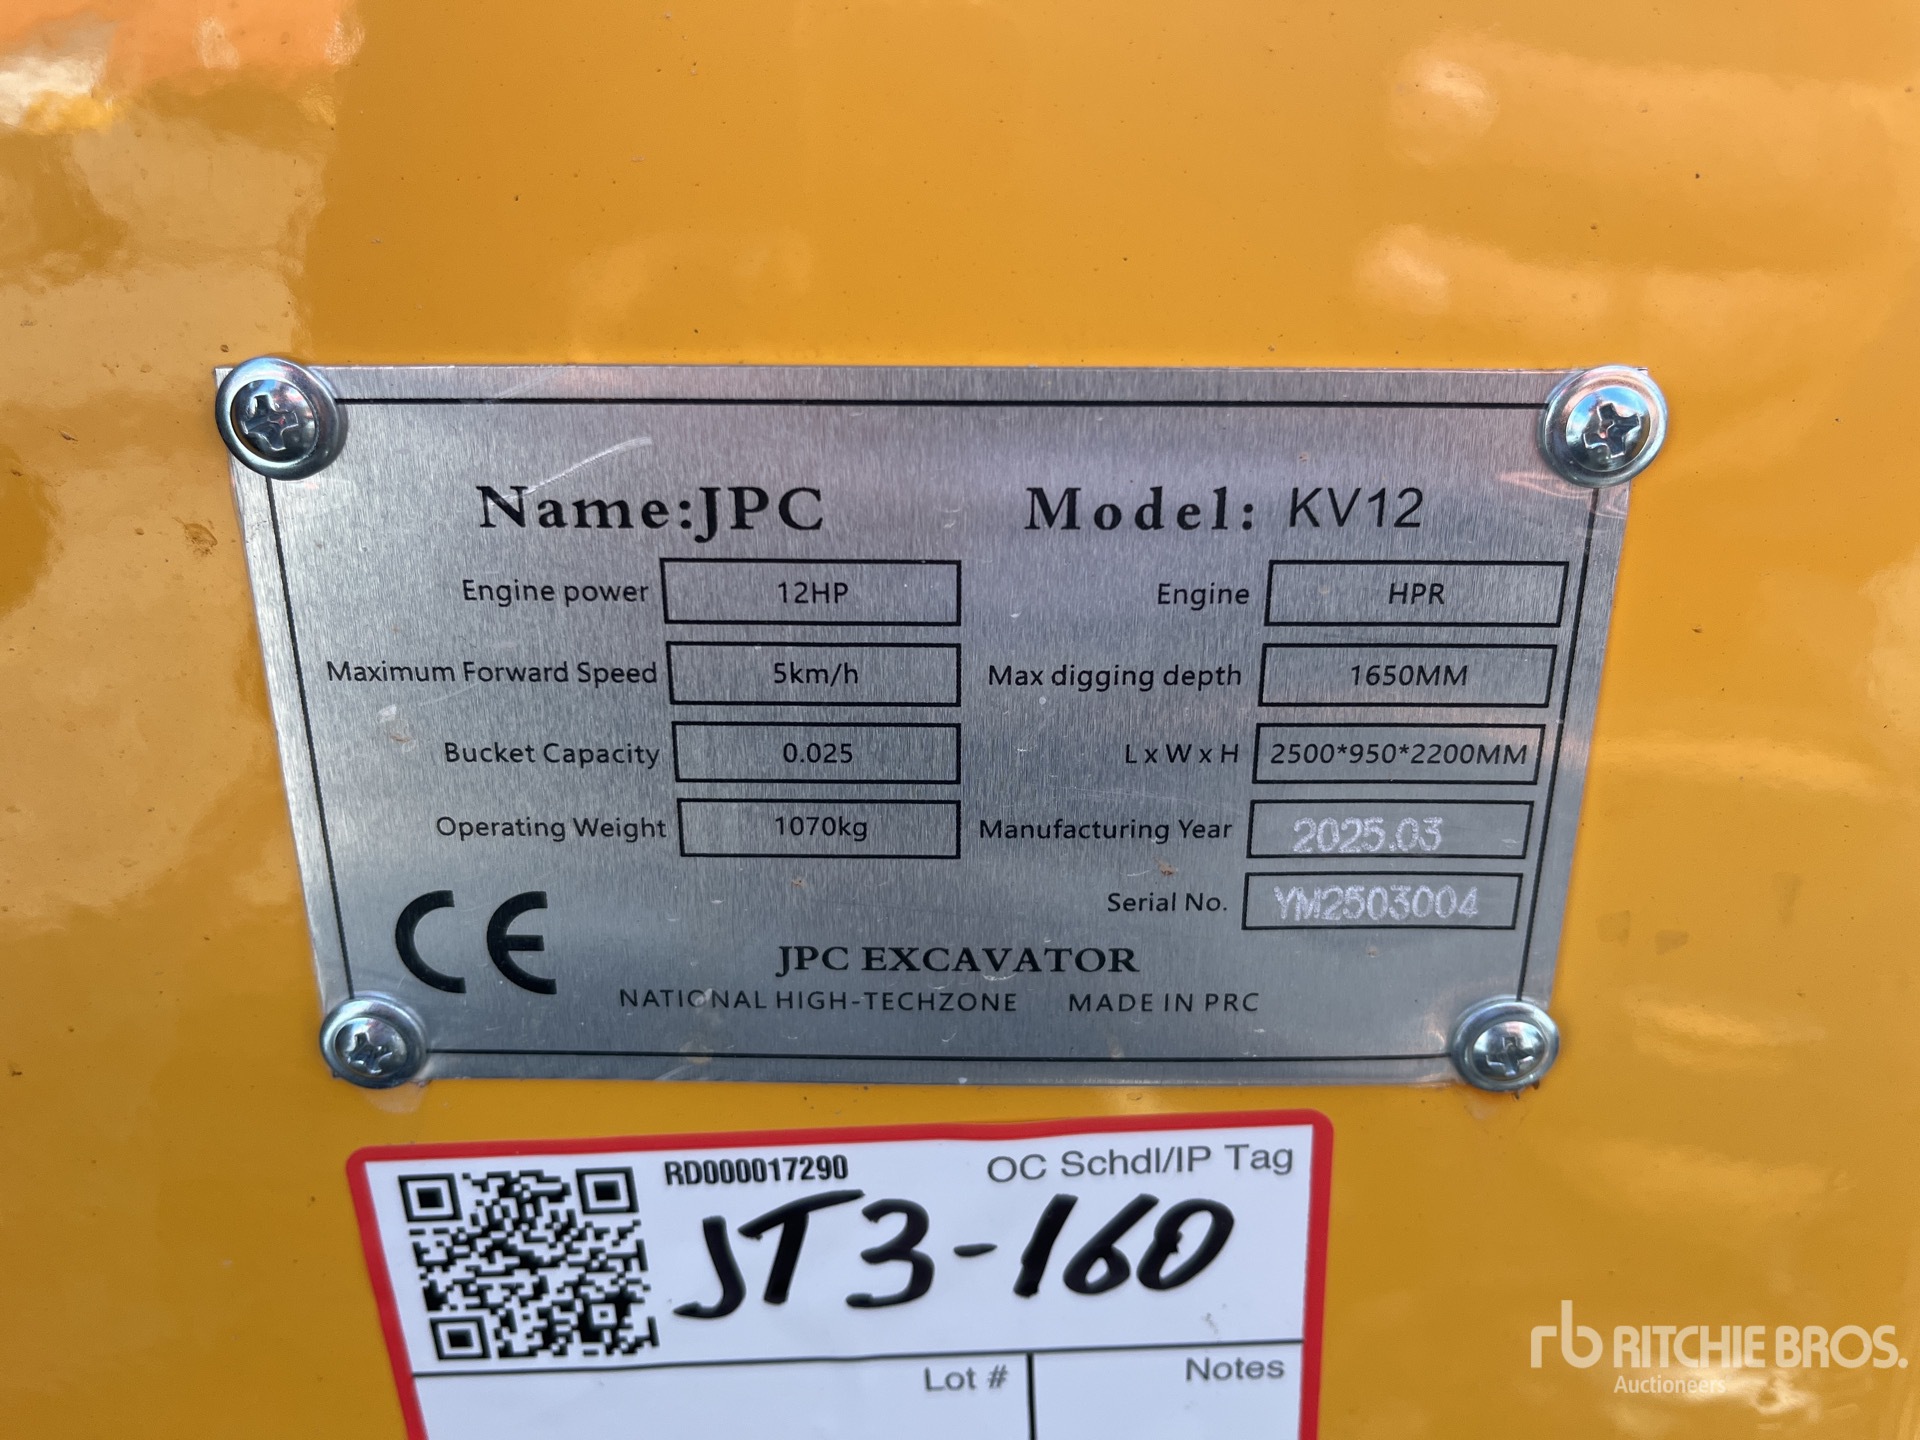 Name:JPC Model: KV12
Engine power 12HP Engine HPR
Maximum Forward Speed 5km/h Max digging depth 1650MM
Bucket Capacity 0.025 L x W x H 2500*950*2200MM
Operating Weight 1070kg Manufacturing Year 2025.03
Serial No. YM2503004
CE
JPC EXCAVATOR
NATIONAL HIGH-TECHZONE MADE IN PRC
RD000017290 OC Schdl/IP Tag
JT3-160
Lot # Notes
rb RITCHIE BROS.
Auctioneers